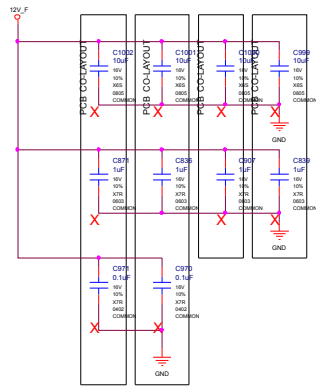 12V_F
PCB CO-LAYOUT
PCB CO-LAYOUT
PCB CO-LAYOUT
PCB CO-LAYOUT
C1002
10uF
16V
10%
X6S
0805
COMMON
C1001
10uF
16V
10%
X6S
0805
COMMON
C1000
10uF
16V
10%
X6S
0805
COMMON
C999
10uF
16V
10%
X6S
0805
COMMON
GND
C871
1uF
16V
10%
X7R
0603
COMMON
C836
1uF
16V
10%
X7R
0603
COMMON
C907
1uF
16V
10%
X7R
0603
COMMON
C839
1uF
16V
10%
X7R
0603
COMMON
GND
C971
0.1uF
16V
10%
X7R
0402
COMMON
C970
0.1uF
16V
10%
X7R
0402
COMMON
GND